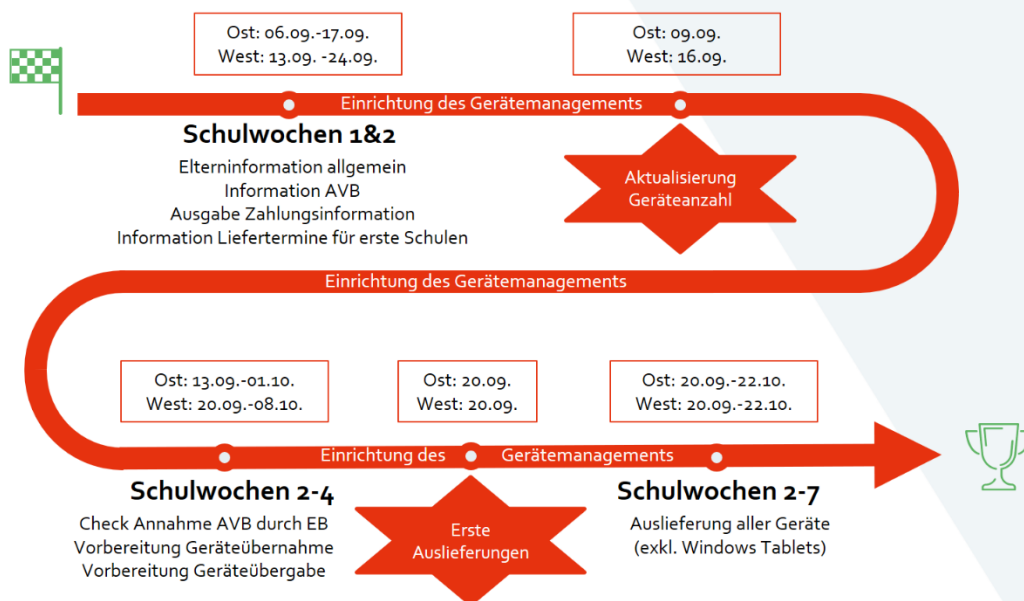 Ost: 06.09.-17.09.
West: 13.09. -24.09.
Ost: 09.09.
West: 16.09.
Einrichtung des Gerätemanagements
Schulwochen 1&2
Elterninformation allgemein
Information AVB
Ausgabe Zahlungsinformation
Information Liefertermine für erste Schulen
Aktualisierung
Geräteanzahl
Einrichtung des Gerätemanagements
Ost: 13.09.-01.10.
West: 20.09.-08.10.
Ost: 20.09.
West: 20.09.
Ost: 20.09.-22.10.
West: 20.09.-22.10.
Einrichtung des Gerätemanagements
Schulwochen 2-4
Check Annahme AVB durch EB
Vorbereitung Geräteübernahme
Vorbereitung Geräteübergabe
Erste
Auslieferungen
Schulwochen 2-7
Auslieferung aller Geräte
(exkl. Windows Tablets)